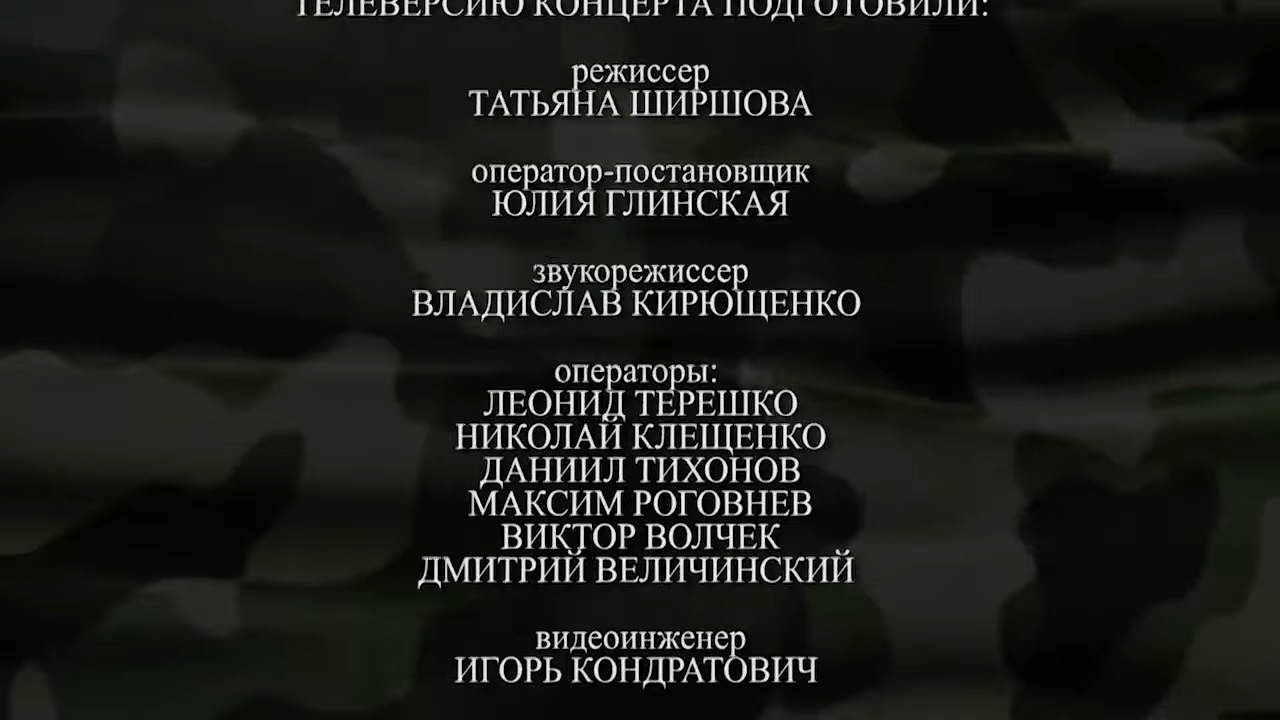 ТЕЛЕВЕРСИЮ КОНЦЕРТА ПОДГОТОВИЛИ:
режиссер
ТАТЬЯНА ШИРШОВА
оператор-постановщик
ЮЛИЯ ГЛИНСКАЯ
звукорежиссер
ВЛАДИСЛАВ КИРЮЩЕНКО
операторы:
ЛЕОНИД ТЕРЕШКО
НИКОЛАЙ КЛЕЩЕНКО
ДАНИИЛ ТИХОНОВ
МАКСИМ РОГОВНЕВ
ВИКТОР ВОЛЧЕК
ДМИТРИЙ ВЕЛИЧИНСКИЙ
видеоинженер
ИГОРЬ КОНДРАТОВИЧ